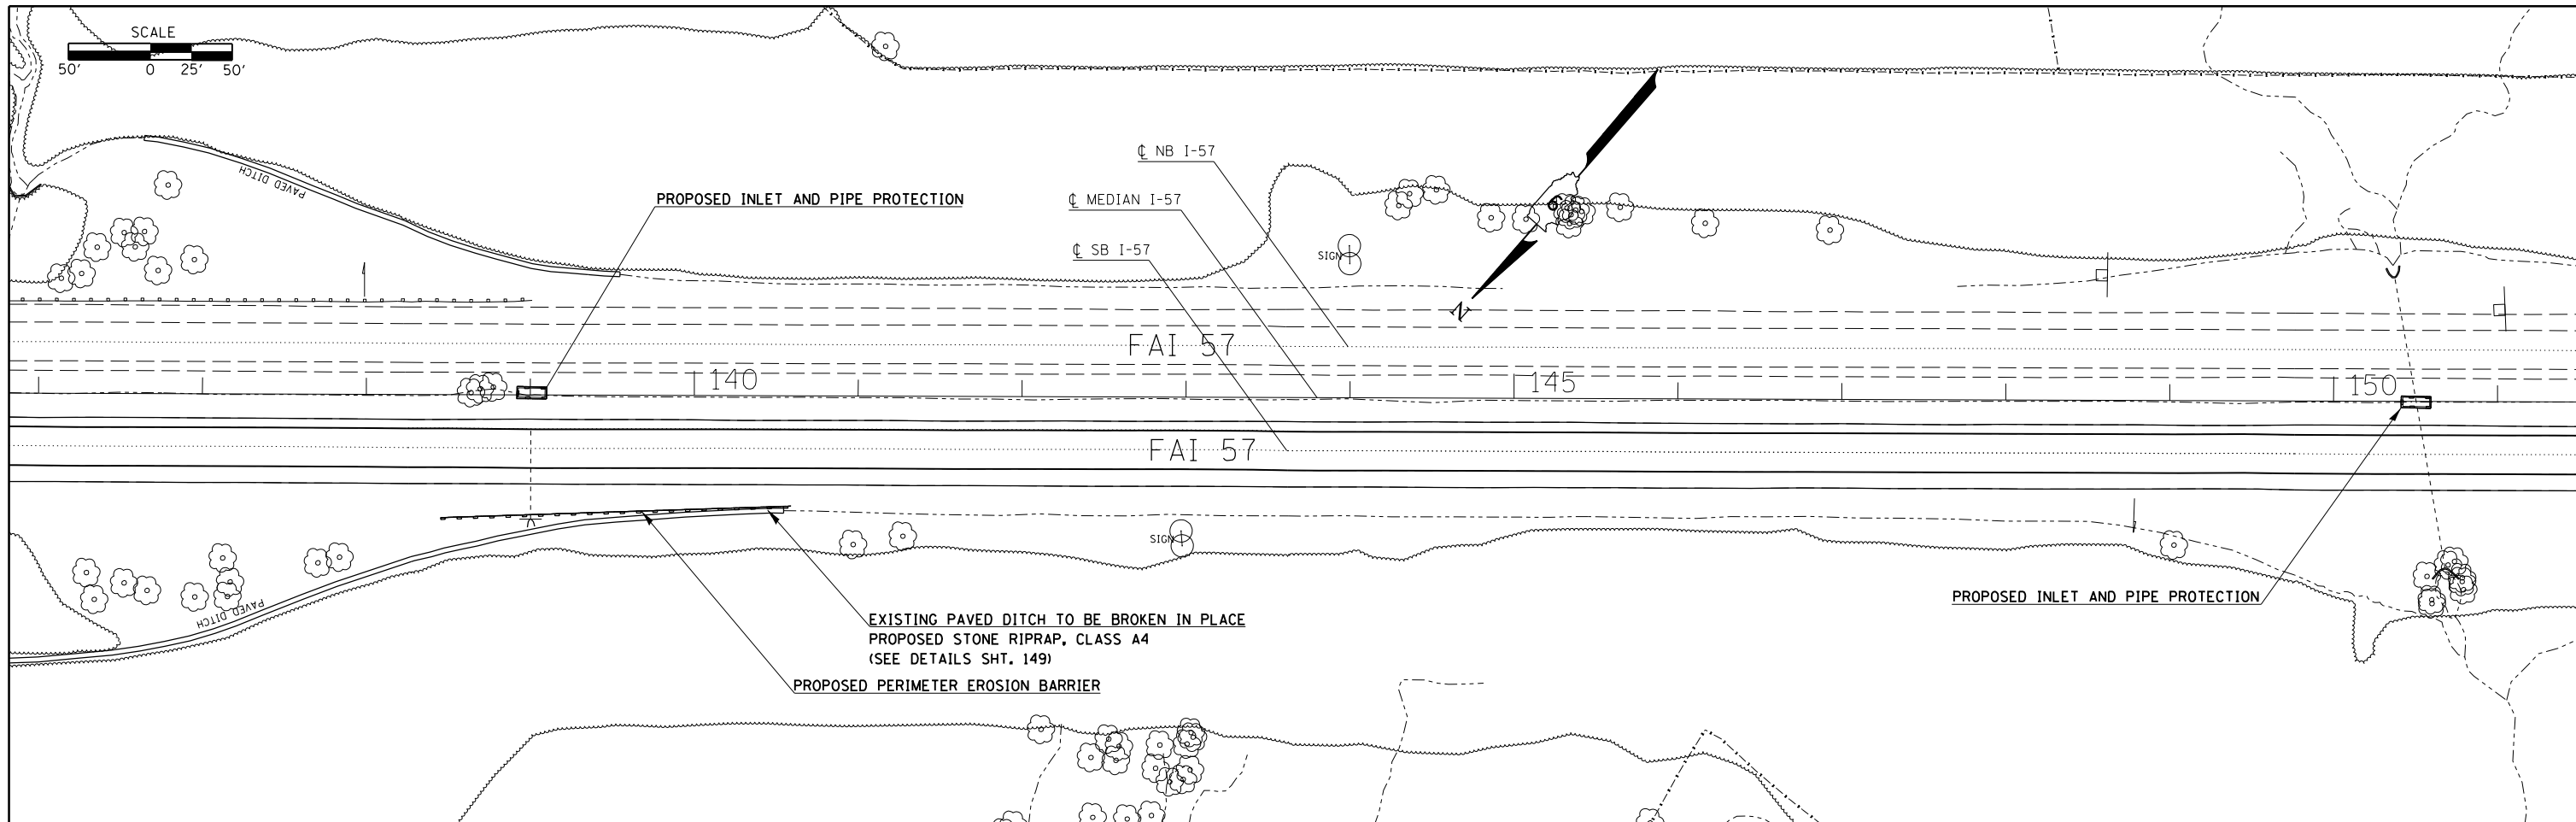 SCALE
50' 0 25' 50'
PAVED DITCH
PROPOSED INLET AND PIPE PROTECTION
℄ NB I-57
℄ MEDIAN I-57
℄ SB I-57
SIGN
N
FAI 57
140
145
150
FAI 57
SIGN
PAVED DITCH
EXISTING PAVED DITCH TO BE BROKEN IN PLACE
PROPOSED STONE RIPRAP, CLASS A4
(SEE DETAILS SHT. 149)
PROPOSED PERIMETER EROSION BARRIER
PROPOSED INLET AND PIPE PROTECTION